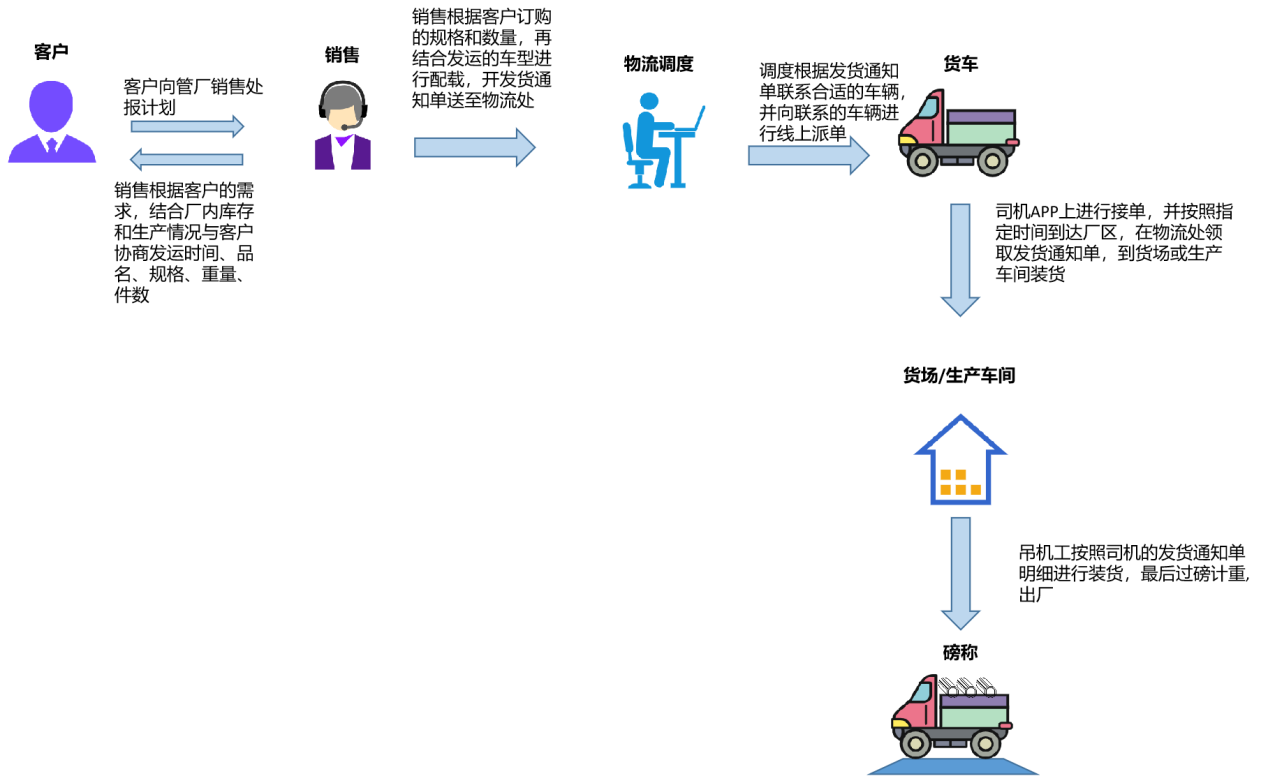 客户
客户向管厂销售处
报计划
销售根据客户的需
求，结合厂内库存
和生产情况与客户
协商发运时间、品
名、规格、重量、
件数
销售
销售根据客户订购
的规格和数量，再
结合发运的车型进
行配载，开发货通
知单送至物流处
物流调度
调度根据发货通知
单联系合适的车辆，
并向联系的车辆进
行线上派单
货车
司机APP上进行接单，并按照指
定时间到达厂区，在物流处领
取发货通知单，到货场或生产
车间装货
货场/生产车间
吊机工按照司机的发货通知单
明细进行装货，最后过磅计重，
出厂
磅称